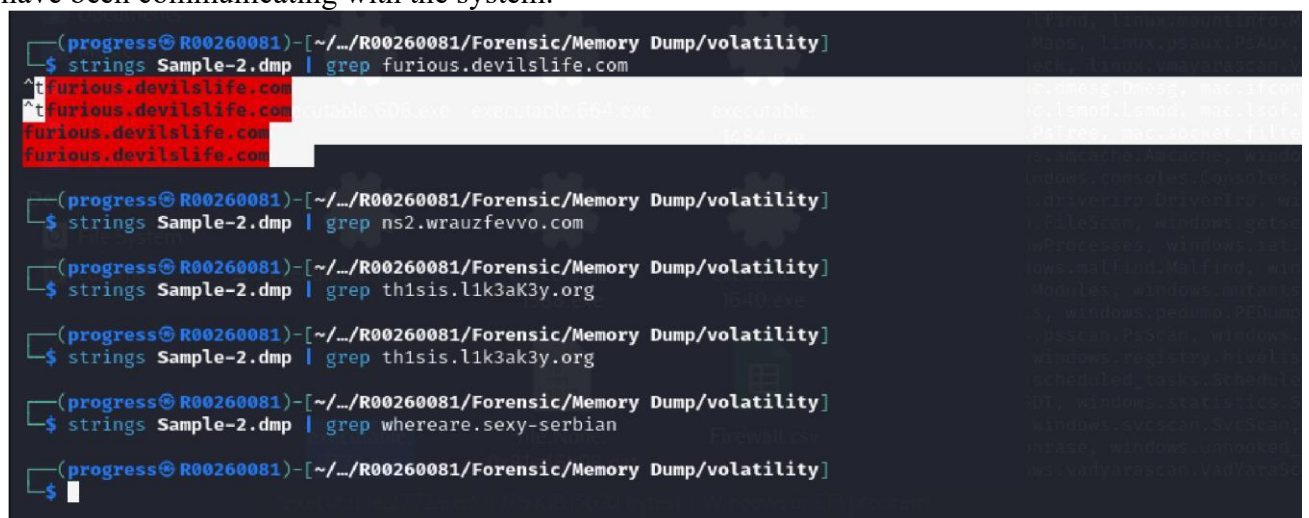 have been communicating with the system.
┌──(progress㉿R00260081)-[~/…/R00260081/Forensic/Memory Dump/volatility]
└─$ strings Sample-2.dmp | grep furious.devilslife.com
^tfurious.devilslife.com
^tfurious.devilslife.com
furious.devilslife.com
furious.devilslife.com
┌──(progress㉿R00260081)-[~/…/R00260081/Forensic/Memory Dump/volatility]
└─$ strings Sample-2.dmp | grep ns2.wrauzfevvo.com
┌──(progress㉿R00260081)-[~/…/R00260081/Forensic/Memory Dump/volatility]
└─$ strings Sample-2.dmp | grep th1sis.l1k3aK3y.org
┌──(progress㉿R00260081)-[~/…/R00260081/Forensic/Memory Dump/volatility]
└─$ strings Sample-2.dmp | grep th1sis.l1k3ak3y.org
┌──(progress㉿R00260081)-[~/…/R00260081/Forensic/Memory Dump/volatility]
└─$ strings Sample-2.dmp | grep whereare.sexy-serbian
┌──(progress㉿R00260081)-[~/…/R00260081/Forensic/Memory Dump/volatility]
└─$